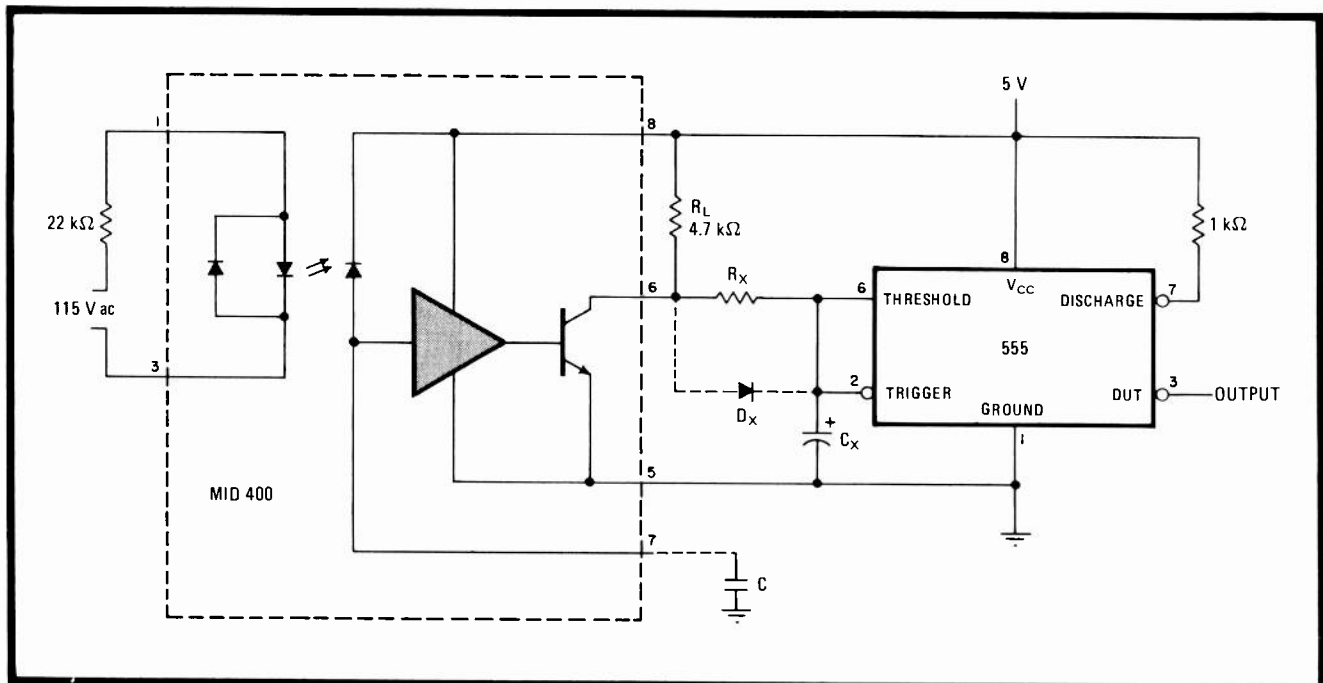 5 V
1
8
22 kΩ
R_L
4.7 kΩ
1 kΩ
R_X
6
8
6
THRESHOLD
V_CC
DISCHARGE
7
115 V ac
555
3
2
TRIGGER
DUT
3
OUTPUT
D_X
GROUND
+
C_X
1
5
MID 400
7
C